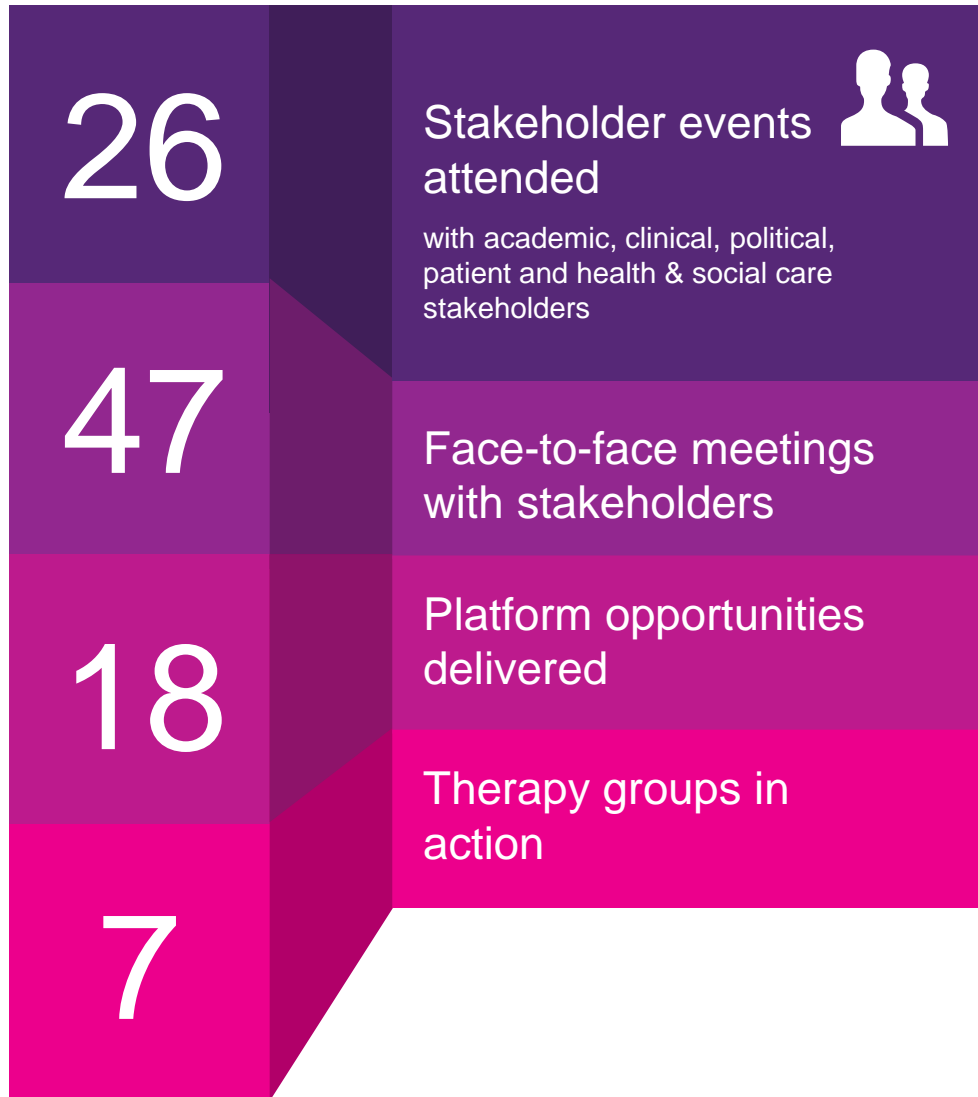 26
Stakeholder events
attended
with academic, clinical, political,
patient and health & social care
stakeholders
47
Face-to-face meetings
with stakeholders
18
Platform opportunities
delivered
7
Therapy groups in
action